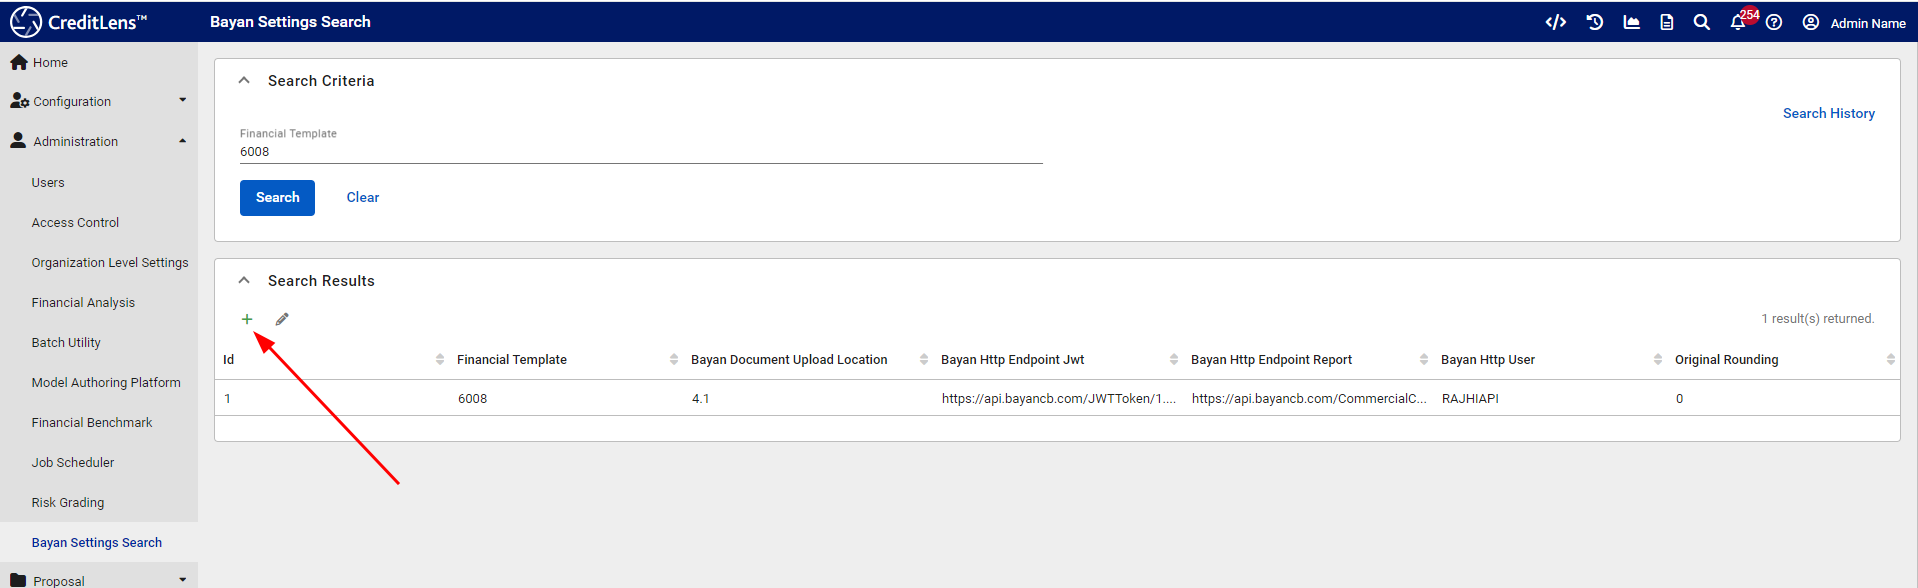 CreditLens™
Bayan Settings Search
254
Admin Name
Home
Configuration
Administration
Users
Access Control
Organization Level Settings
Financial Analysis
Batch Utility
Model Authoring Platform
Financial Benchmark
Job Scheduler
Risk Grading
Bayan Settings Search
Proposal
Search Criteria
Search History
Financial Template
6008
Search Clear
Search Results
1 result(s) returned.
Id Financial Template Bayan Document Upload Location Bayan Http Endpoint Jwt Bayan Http Endpoint Report Bayan Http User Original Rounding
1 6008 4.1 https://api.bayancb.com/JWTToken/1.... https://api.bayancb.com/CommercialC... RAJHIAPI 0